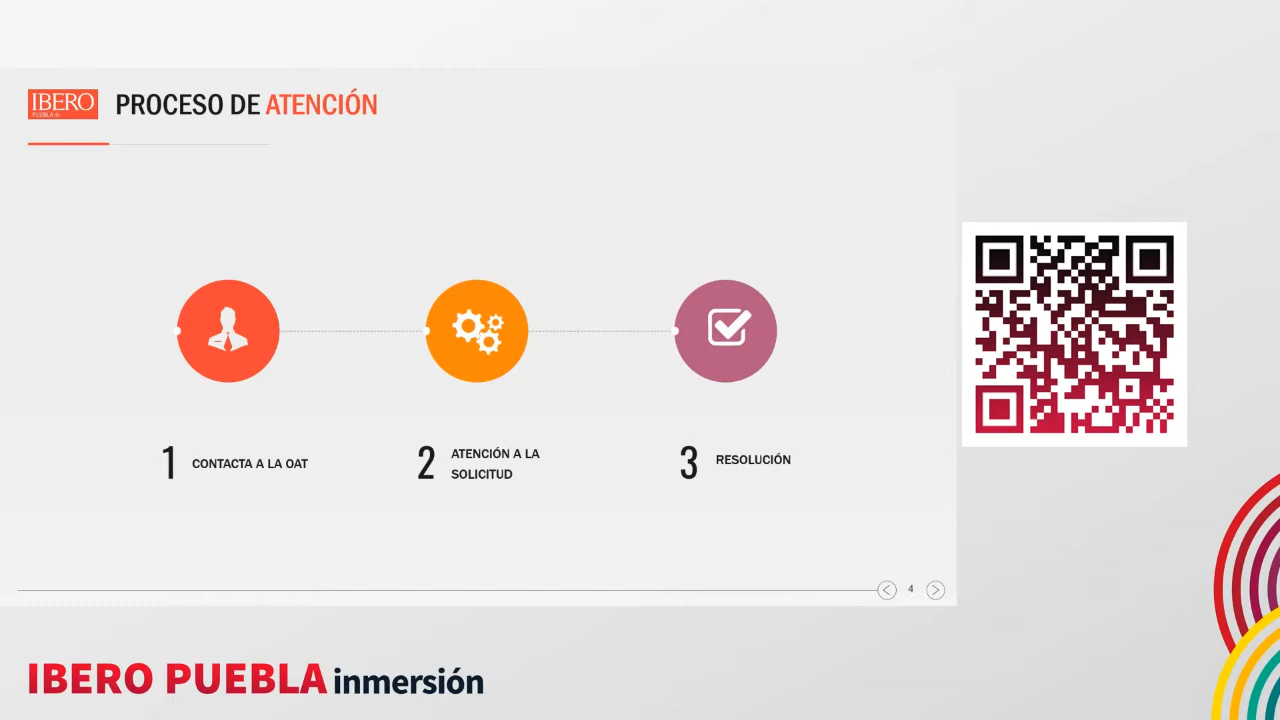 IBERO
PUEBLA
PROCESO DE ATENCIÓN
1 CONTACTA A LA OAT
2 ATENCIÓN A LA
SOLICITUD
3 RESOLUCIÓN
4
IBERO PUEBLA inmersión